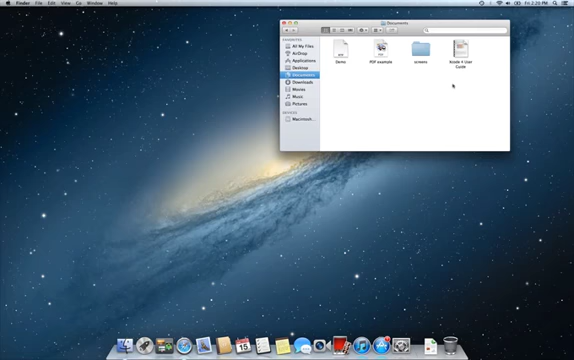 Finder File Edit View Go Window Help
Fri 2:20 PM
Documents
FAVORITES
All My Files
AirDrop
Applications
Desktop
Documents
Downloads
Movies
Music
Pictures
DEVICES
Macintosh...
Demo
PDF example
screens
Xcode 4 User
Guide
15